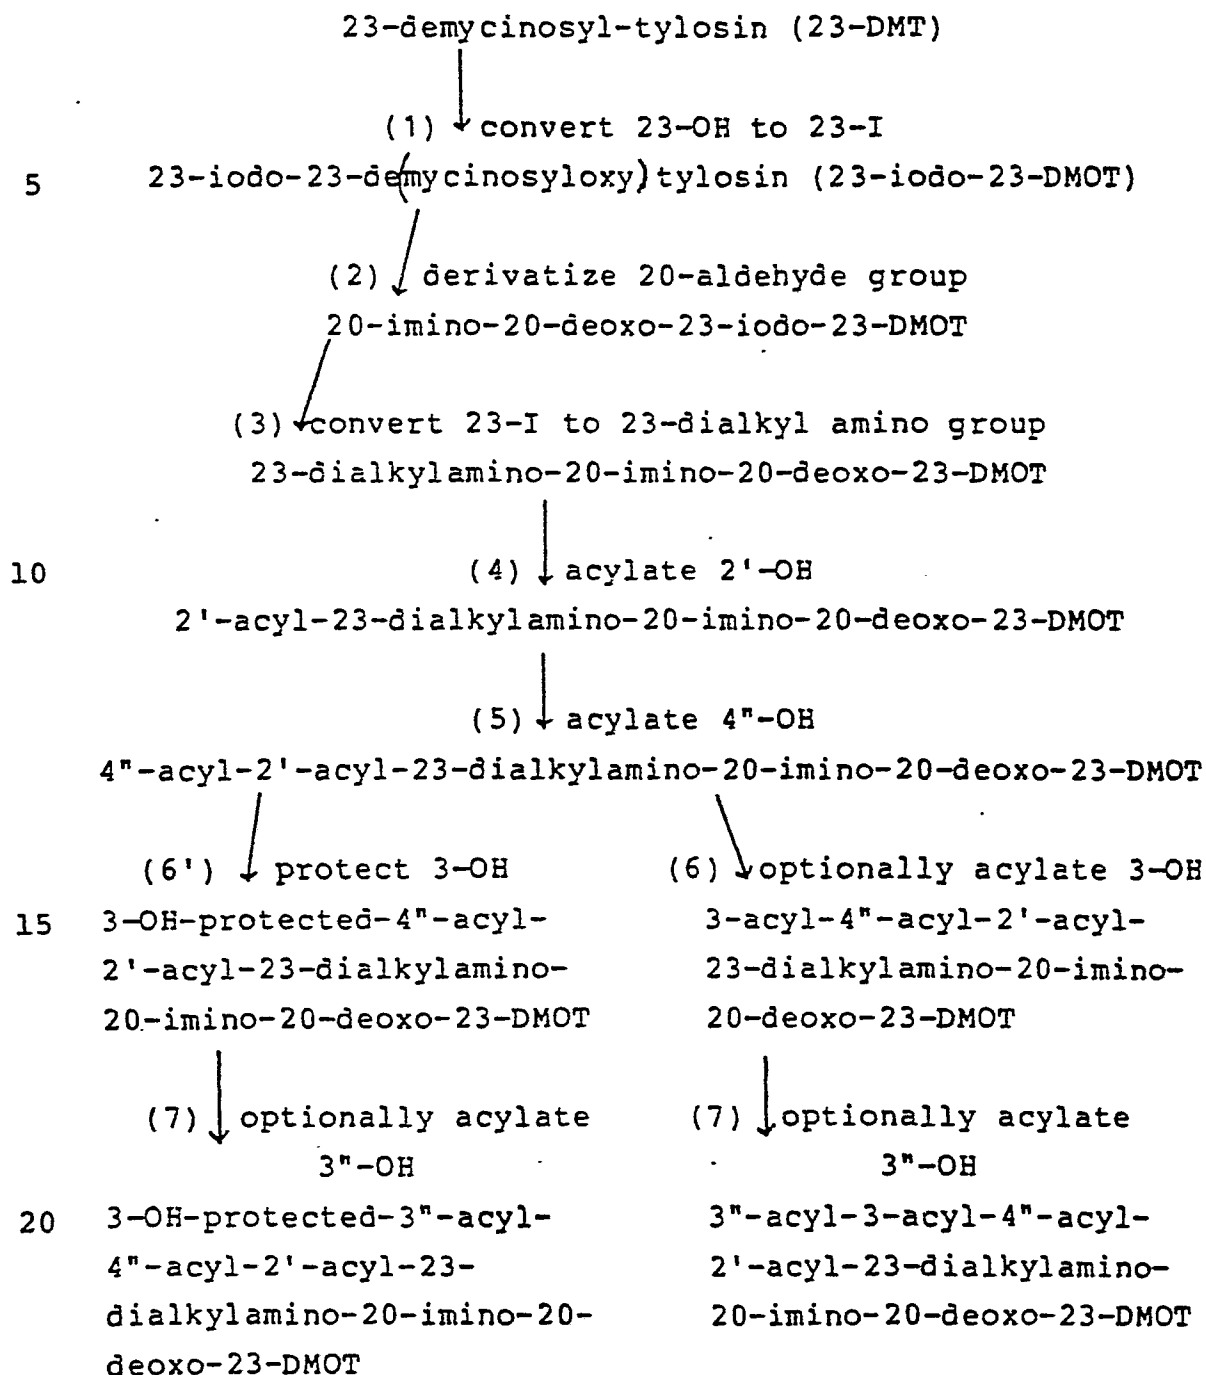 23-demycinosyl-tylosin (23-DMT)
(1) convert 23-OH to 23-I
5 23-iodo-23-de(mycinosyloxy)tylosin (23-iodo-23-DMOT)
(2) derivatize 20-aldehyde group
20-imino-20-deoxo-23-iodo-23-DMOT
(3) convert 23-I to 23-dialkyl amino group
23-dialkylamino-20-imino-20-deoxo-23-DMOT
10 (4) acylate 2'-OH
2'-acyl-23-dialkylamino-20-imino-20-deoxo-23-DMOT
(5) acylate 4"-OH
4"-acyl-2'-acyl-23-dialkylamino-20-imino-20-deoxo-23-DMOT
(6') protect 3-OH
15 3-OH-protected-4"-acyl-
2'-acyl-23-dialkylamino-
20-imino-20-deoxo-23-DMOT
(7) optionally acylate
3"-OH
20 3-OH-protected-3"-acyl-
4"-acyl-2'-acyl-23-
dialkylamino-20-imino-20-
deoxo-23-DMOT
(6) optionally acylate 3-OH
3-acyl-4"-acyl-2'-acyl-
23-dialkylamino-20-imino-
20-deoxo-23-DMOT
(7) optionally acylate
3"-OH
3"-acyl-3-acyl-4"-acyl-
2'-acyl-23-dialkylamino-
20-imino-20-deoxo-23-DMOT